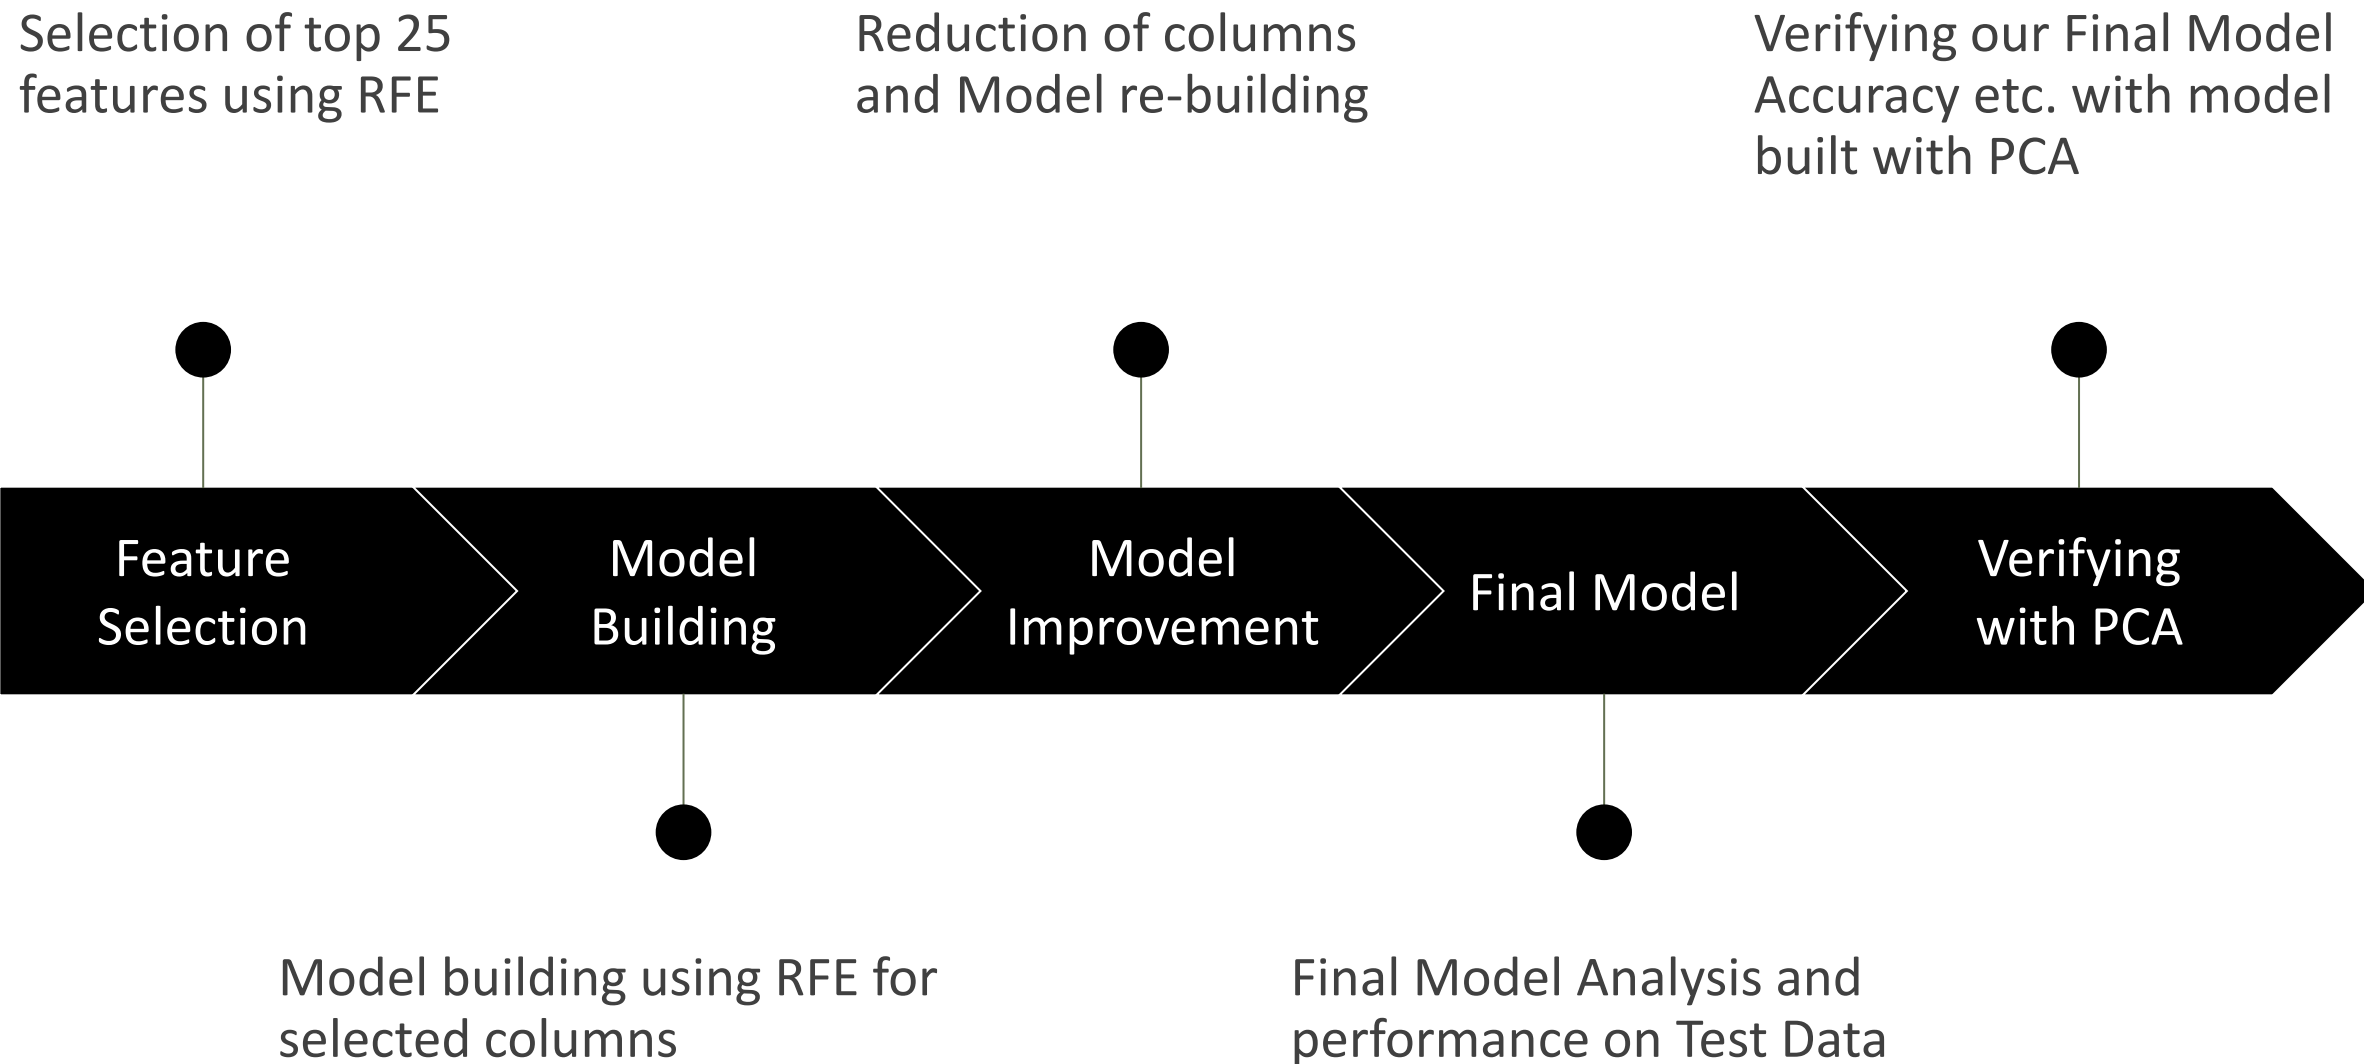 Selection of top 25
features using RFE
Reduction of columns
and Model re-building
Verifying our Final Model
Accuracy etc. with model
built with PCA
Feature
Selection
Model
Building
Model
Improvement
Final Model
Verifying
with PCA
Model building using RFE for
selected columns
Final Model Analysis and
performance on Test Data